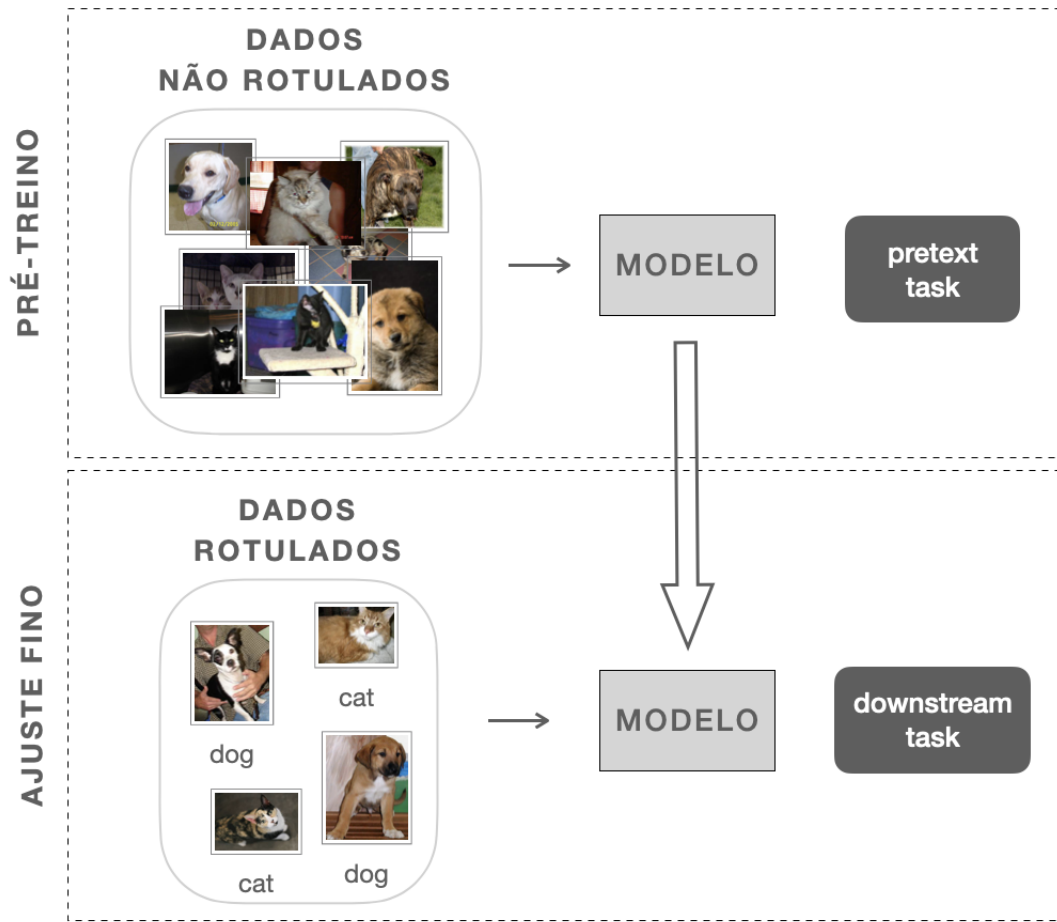 PRÉ-TREINO
DADOS
NÃO ROTULADOS
MODELO
pretext
task
AJUSTE FINO
DADOS
ROTULADOS
dog
cat
cat
dog
MODELO
downstream
task